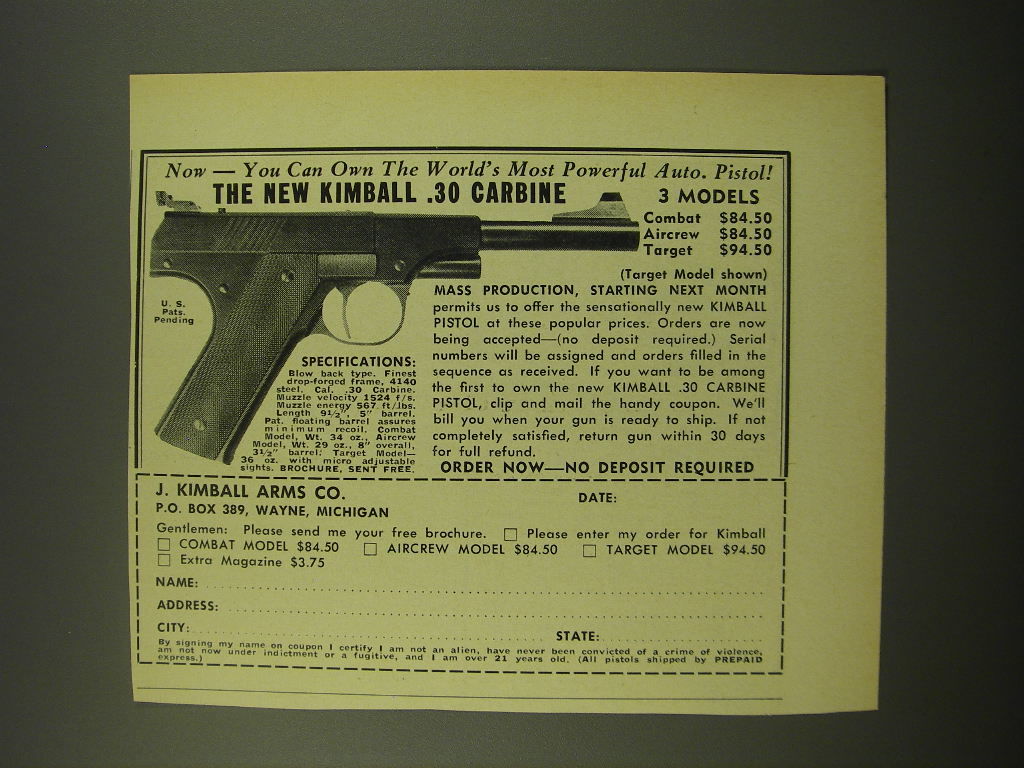 Now — You Can Own The World's Most Powerful Auto. Pistol!
THE NEW KIMBALL .30 CARBINE
3 MODELS
Combat $84.50
Aircrew $84.50
Target $94.50
(Target Model shown)
U. S.
Pats.
Pending
MASS PRODUCTION, STARTING NEXT MONTH
permits us to offer the sensationally new KIMBALL
PISTOL at these popular prices. Orders are now
being accepted—(no deposit required.) Serial
numbers will be assigned and orders filled in the
sequence as received. If you want to be among
the first to own the new KIMBALL .30 CARBINE
PISTOL, clip and mail the handy coupon. We'll
bill you when your gun is ready to ship. If not
completely satisfied, return gun within 30 days
for full refund.
ORDER NOW—NO DEPOSIT REQUIRED
SPECIFICATIONS:
Blow back type. Finest
drop-forged frame, 4140
steel. Cal. .30 Carbine.
Muzzle velocity 1524 f/s.
Muzzle energy 567 ft/lbs.
Length 9½", 5" barrel.
Pat. floating barrel assures
minimum recoil. Combat
Model, Wt. 34 oz., Aircrew
Model, Wt. 29 oz., 8" overall,
3½" barrel; Target Model—
36 oz. with micro adjustable
sights. BROCHURE, SENT FREE.
J. KIMBALL ARMS CO.
DATE:
P.O. BOX 389, WAYNE, MICHIGAN
Gentlemen: Please send me your free brochure. ☐ Please enter my order for Kimball
☐ COMBAT MODEL $84.50 ☐ AIRCREW MODEL $84.50 ☐ TARGET MODEL $94.50
☐ Extra Magazine $3.75
NAME:
ADDRESS:
CITY: STATE:
By signing my name on coupon I certify I am not an alien, have never been convicted of a crime of violence,
am not now under indictment or a fugitive, and I am over 21 years old. (All pistols shipped by PREPAID
express.)